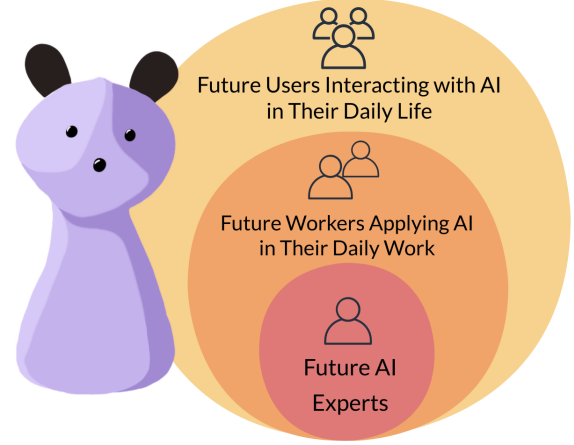 Future Users Interacting with AI
in Their Daily Life
Future Workers Applying AI
in Their Daily Work
Future AI
Experts